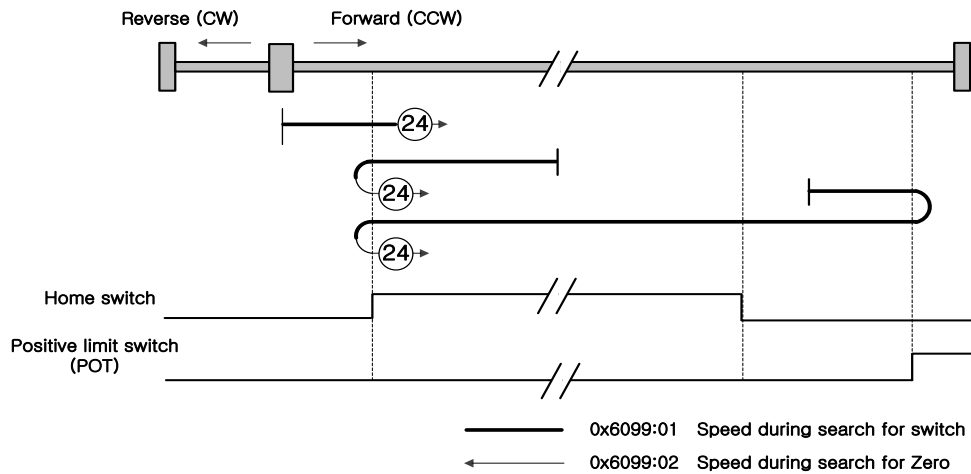 Reverse (CW)
Forward (CCW)
24
24
24
Home switch
Positive limit switch
(POT)
0x6099:01 Speed during search for switch
0x6099:02 Speed during search for Zero